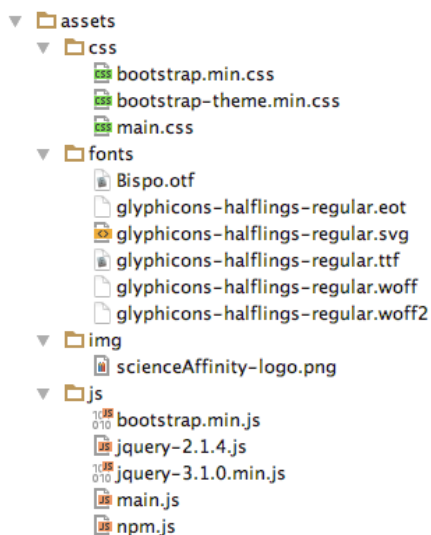 assets
css
bootstrap.min.css
bootstrap-theme.min.css
main.css
fonts
Bispo.otf
glyphicons-halflings-regular.eot
glyphicons-halflings-regular.svg
glyphicons-halflings-regular.ttf
glyphicons-halflings-regular.woff
glyphicons-halflings-regular.woff2
img
scienceAffinity-logo.png
js
bootstrap.min.js
jquery-2.1.4.js
jquery-3.1.0.min.js
main.js
npm.js